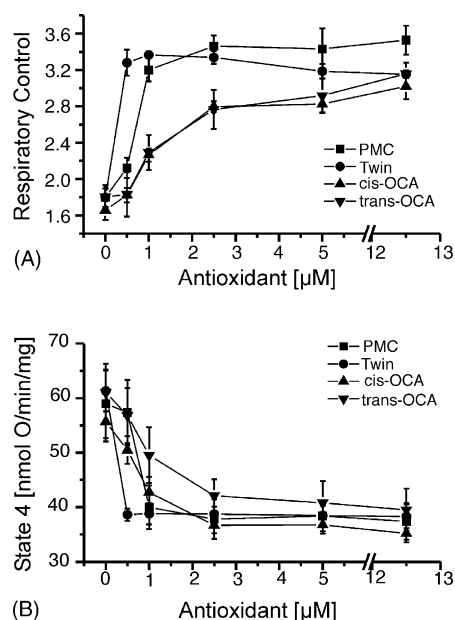 Respiratory Control
3.6
3.2
2.8
2.4
2.0
1.6
PMC
Twin
cis-OCA
trans-OCA
0 1 2 3 4 5 12 13
(A)
Antioxidant [µM]
State 4 [nmol O/min/mg]
70
60
50
40
30
PMC
Twin
cis-OCA
trans-OCA
0 1 2 3 4 5 12 13
(B)
Antioxidant [µM]